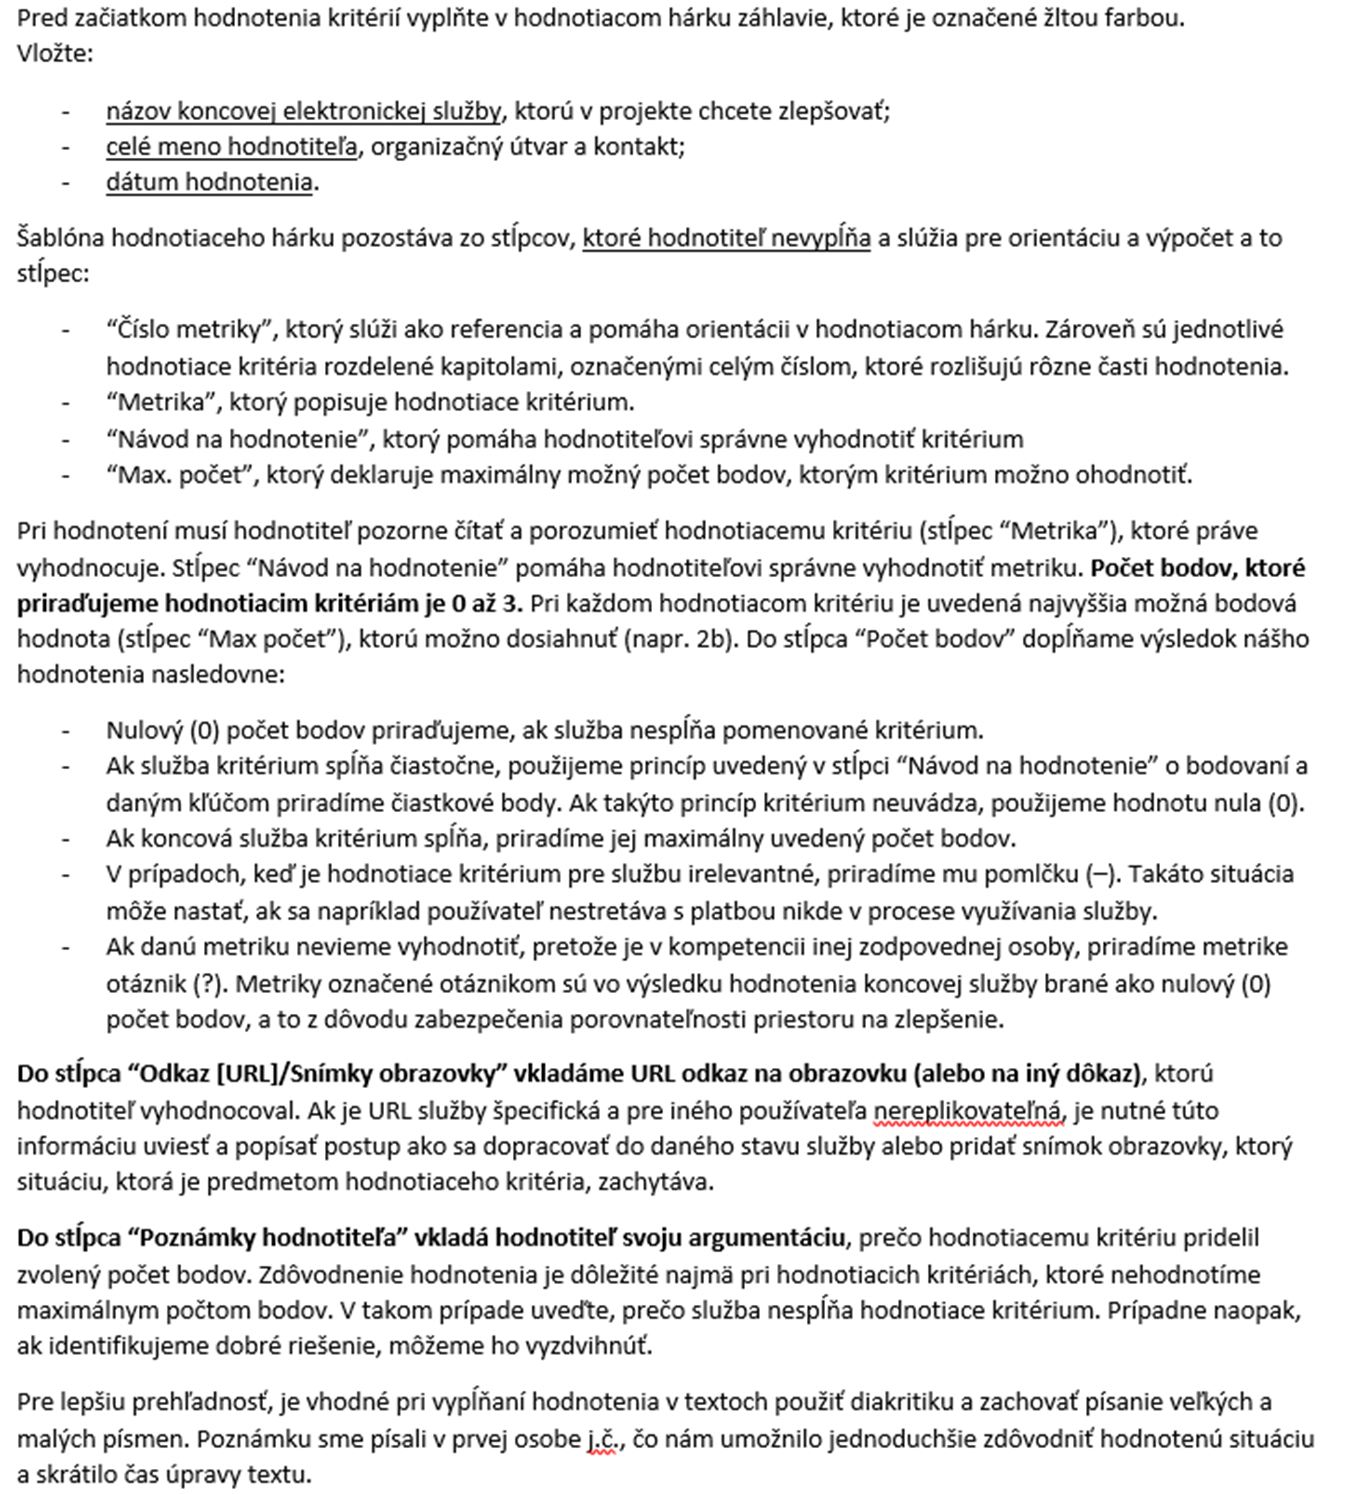 Pred začiatkom hodnotenia kritérií vyplňte v hodnotiacom hárku záhlavie, ktoré je označené žltou farbou.
Vložte:
- názov koncovej elektronickej služby, ktorú v projekte chcete zlepšovať;
- celé meno hodnotiteľa, organizačný útvar a kontakt;
- dátum hodnotenia.
Šablóna hodnotiaceho hárku pozostáva zo stĺpcov, ktoré hodnotiteľ nevypĺňa a slúžia pre orientáciu a výpočet a to
stĺpec:
- “Číslo metriky”, ktorý slúži ako referencia a pomáha orientácii v hodnotiacom hárku. Zároveň sú jednotlivé
hodnotiace kritéria rozdelené kapitolami, označenými celým číslom, ktoré rozlišujú rôzne časti hodnotenia.
- “Metrika”, ktorý popisuje hodnotiace kritérium.
- “Návod na hodnotenie”, ktorý pomáha hodnotiteľovi správne vyhodnotiť kritérium
- “Max. počet”, ktorý deklaruje maximálny možný počet bodov, ktorým kritérium možno ohodnotiť.
Pri hodnotení musí hodnotiteľ pozorne čítať a porozumieť hodnotiacemu kritériu (stĺpec “Metrika”), ktoré práve
vyhodnocuje. Stĺpec “Návod na hodnotenie” pomáha hodnotiteľovi správne vyhodnotiť metriku. Počet bodov, ktoré
priraďujeme hodnotiacim kritériám je 0 až 3. Pri každom hodnotiacom kritériu je uvedená najvyššia možná bodová
hodnota (stĺpec “Max počet”), ktorú možno dosiahnuť (napr. 2b). Do stĺpca “Počet bodov” dopĺňame výsledok nášho
hodnotenia nasledovne:
- Nulový (0) počet bodov priraďujeme, ak služba nespĺňa pomenované kritérium.
- Ak služba kritérium spĺňa čiastočne, použijeme princíp uvedený v stĺpci “Návod na hodnotenie” o bodovaní a
daným kľúčom priradíme čiastkové body. Ak takýto princíp kritérium neuvádza, použijeme hodnotu nula (0).
- Ak koncová služba kritérium spĺňa, priradíme jej maximálny uvedený počet bodov.
- V prípadoch, keď je hodnotiace kritérium pre službu irelevantné, priradíme mu pomlčku (–). Takáto situácia
môže nastať, ak sa napríklad používateľ nestretáva s platbou nikde v procese využívania služby.
- Ak danú metriku nevieme vyhodnotiť, pretože je v kompetencii inej zodpovednej osoby, priradíme metrike
otáznik (?). Metriky označené otáznikom sú vo výsledku hodnotenia koncovej služby brané ako nulový (0)
počet bodov, a to z dôvodu zabezpečenia porovnateľnosti priestoru na zlepšenie.
Do stĺpca “Odkaz [URL]/Snímky obrazovky” vkladáme URL odkaz na obrazovku (alebo na iný dôkaz), ktorú
hodnotiteľ vyhodnocoval. Ak je URL služby špecifická a pre iného používateľa nereplikovateľná, je nutné túto
informáciu uviesť a popísať postup ako sa dopracovať do daného stavu služby alebo pridať snímok obrazovky, ktorý
situáciu, ktorá je predmetom hodnotiaceho kritéria, zachytáva.
Do stĺpca “Poznámky hodnotiteľa” vkladá hodnotiteľ svoju argumentáciu, prečo hodnotiacemu kritériu pridelil
zvolený počet bodov. Zdôvodnenie hodnotenia je dôležité najmä pri hodnotiacich kritériách, ktoré nehodnotíme
maximálnym počtom bodov. V takom prípade uveďte, prečo služba nespĺňa hodnotiace kritérium. Prípadne naopak,
ak identifikujeme dobré riešenie, môžeme ho vyzdvihnúť.
Pre lepšiu prehľadnosť, je vhodné pri vypĺňaní hodnotenia v textoch použiť diakritiku a zachovať písanie veľkých a
malých písmen. Poznámku sme písali v prvej osobe j.č., čo nám umožnilo jednoduchšie zdôvodniť hodnotenú situáciu
a skrátilo čas úpravy textu.